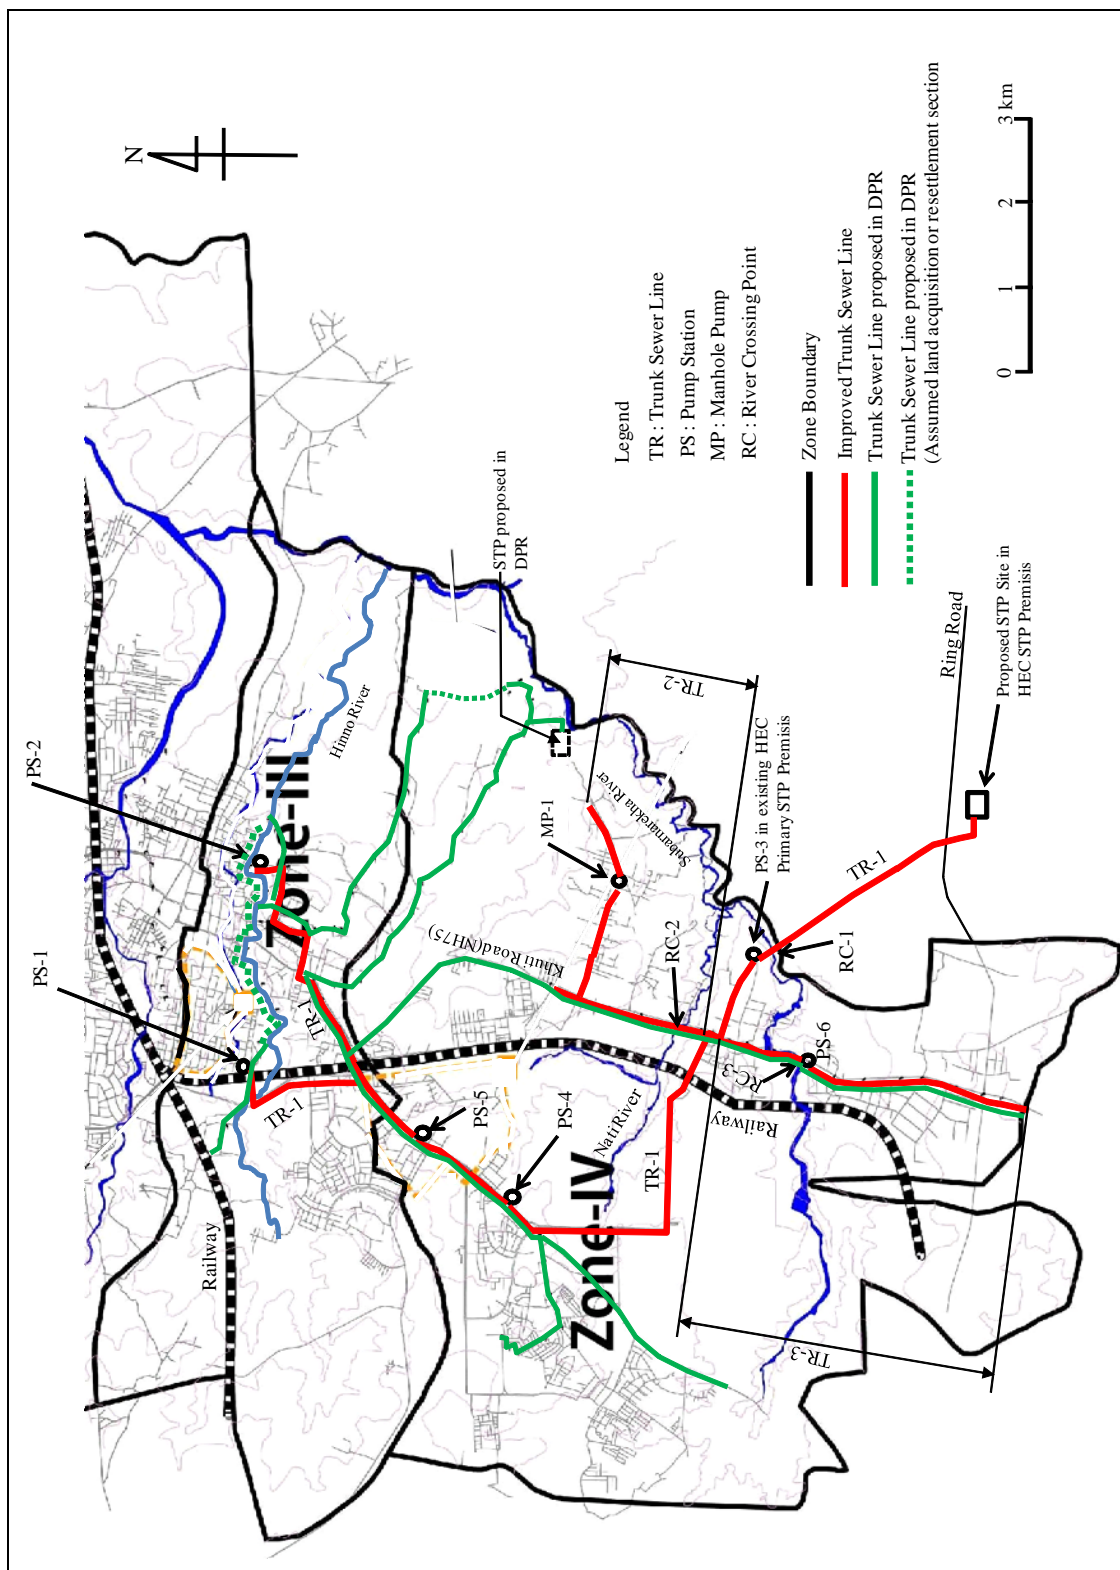 N
PS-2
PS-1
Hinno River
Zone-III
TR-1
TR-1
Railway
STP proposed in
DPR
Khuti Road(NH75)
MP-1
Subarnarekha River
TR-2
PS-5
PS-4
Zone-IV
Nati River
TR-1
Railway
RC-2
RC-3
PS-6
PS-3 in existing HEC
Primary STP Premisis
RC-1
TR-1
TR-3
Ring Road
Proposed STP Site in
HEC STP Premisis
Legend
TR : Trunk Sewer Line
PS : Pump Station
MP : Manhole Pump
RC : River Crossing Point
Zone Boundary
Improved Trunk Sewer Line
Trunk Sewer Line proposed in DPR
Trunk Sewer Line proposed in DPR
(Assumed land acquisition or resettlement section
0 1 2 3 km